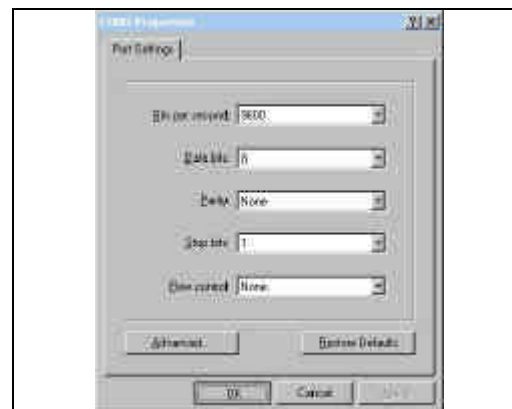 Properties
Port Settings
Bits per second: 9600
Data bits: 8
Parity: None
Stop bits: 1
Flow control: None
Advanced...
Restore Defaults
OK
Cancel